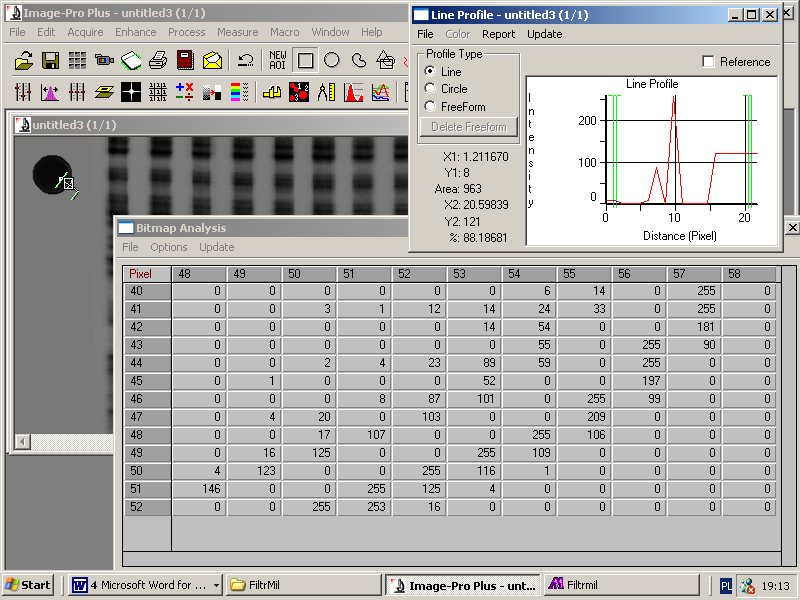 Image-Pro Plus - untitled3 (1/1)
File Edit Acquire Enhance Process Measure Macro Window Help
NEW
AOI
untitled3 (1/1)
Line Profile - untitled3 (1/1)
File Color Report Update
Profile Type
Line
Circle
FreeForm
Delete Freeform
Reference
X1: 1.211670
Y1: 8
Area: 963
X2: 20.59839
Y2: 121
%: 88.18681
Line Profile
Intensity
200
100
0
0 10 20
Distance (Pixel)
Bitmap Analysis
File Options Update
Pixel 48 49 50 51 52 53 54 55 56 57 58
40 0 0 0 0 0 0 6 14 0 255 0
41 0 0 3 1 12 14 24 33 0 255 0
42 0 0 0 0 0 14 54 0 0 181 0
43 0 0 0 0 0 0 55 0 255 90 0
44 0 0 2 4 23 89 59 0 255 0 0
45 0 1 0 0 0 52 0 0 197 0 0
46 0 0 0 8 87 101 0 255 99 0 0
47 0 4 20 0 103 0 0 209 0 0 0
48 0 0 17 107 0 0 255 106 0 0 0
49 0 16 125 0 0 255 109 0 0 0 0
50 4 123 0 0 255 116 1 0 0 0 0
51 146 0 0 255 125 4 0 0 0 0 0
52 0 0 255 253 16 0 0 0 0 0 0
Start
4 Microsoft Word for ...
FiltrMil
Image-Pro Plus - unt...
Filtrmil
PL
19:13